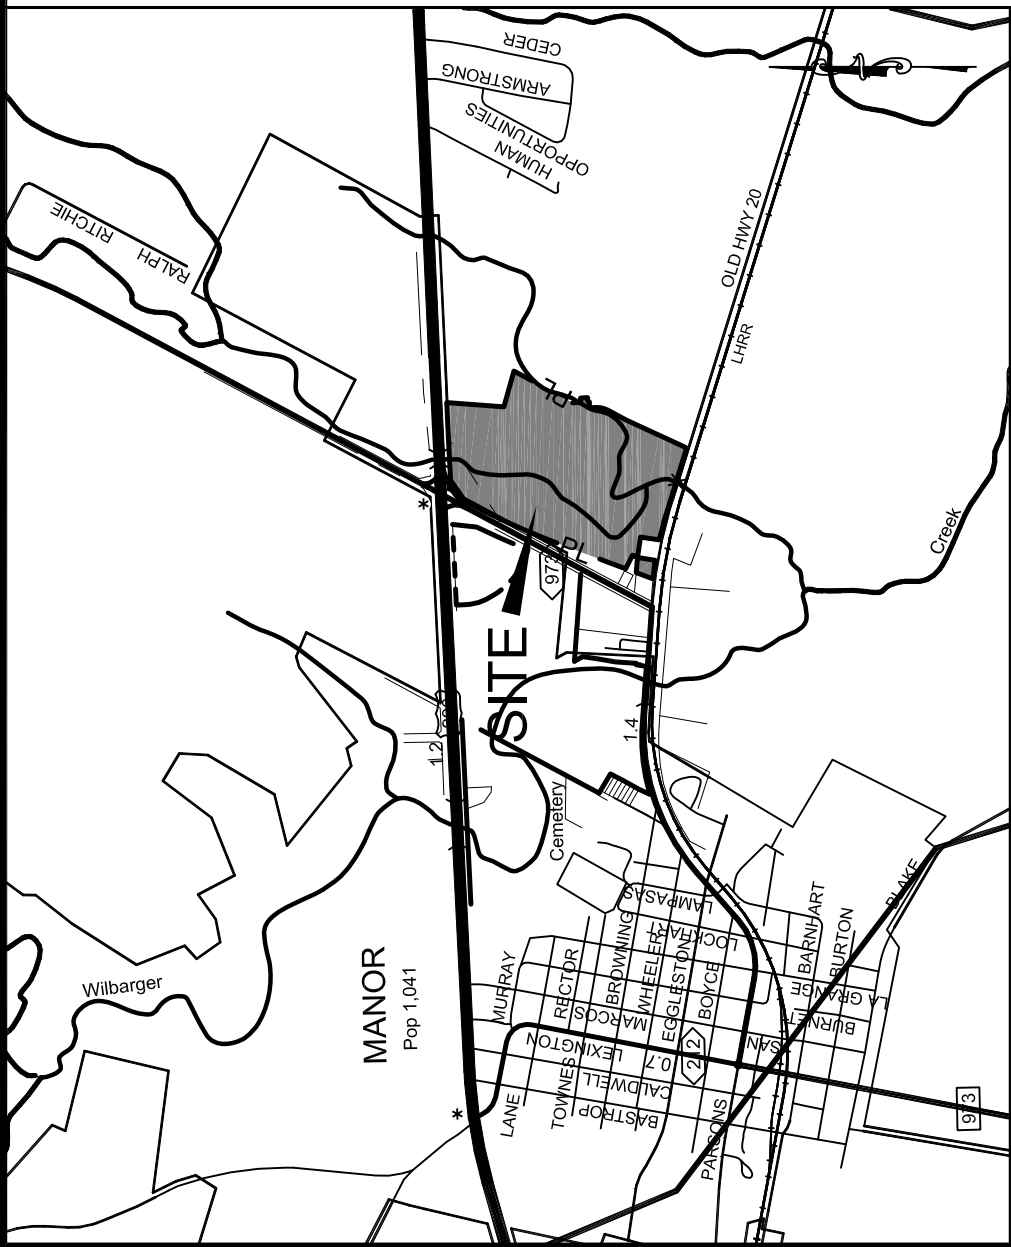 CEDER
ARMSTRONG
HUMAN
OPPORTUNITIES
RITCHIE
RALPH
OLD HWY 20
LHRR
PL
PL
973
Creek
SITE
1.2
1.4
Cemetery
LAMPASAS
LOCKHART
BLAKE
BARNHART
BURTON
MURRAY
RECTOR
BROWNING
WHEELER
EGGLESTON
BOYCE
LA GRANGE
BURNET
SAN
MARCOS
Wilbarger
MANOR
Pop 1,041
LEXINGTON
0.7
212
CALDWELL
BASTROP
LANE
TOWNES
PARSONS
973